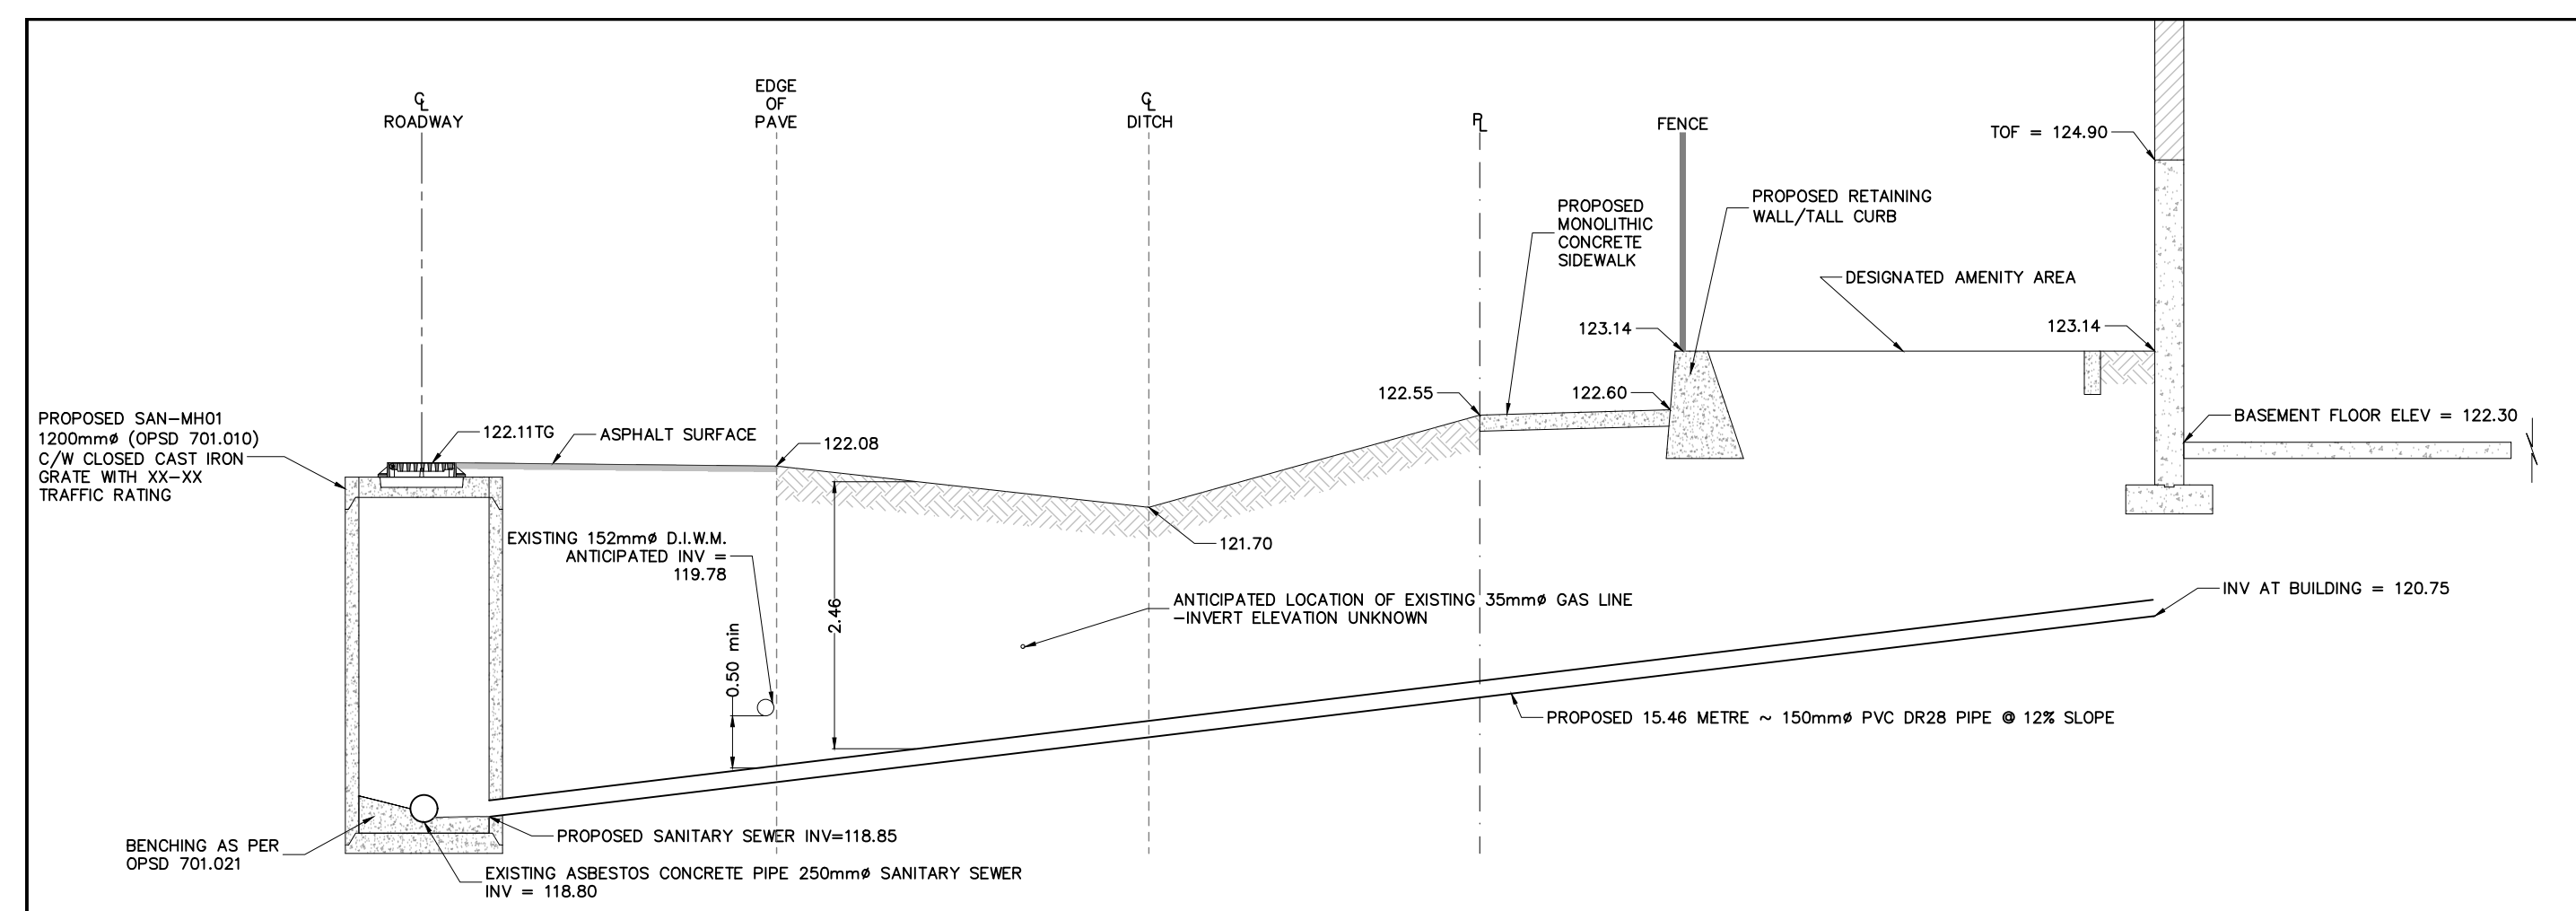 ℄
ROADWAY
EDGE
OF
PAVE
℄
DITCH
PL
FENCE
TOF = 124.90
PROPOSED
MONOLITHIC
CONCRETE
SIDEWALK
PROPOSED RETAINING
WALL/TALL CURB
DESIGNATED AMENITY AREA
123.14
123.14
122.55
122.60
BASEMENT FLOOR ELEV = 122.30
PROPOSED SAN-MH01
1200mmø (OPSD 701.010)
C/W CLOSED CAST IRON
GRATE WITH XX-XX
TRAFFIC RATING
122.11TG
ASPHALT SURFACE
122.08
EXISTING 152mmø D.I.W.M.
ANTICIPATED INV =
119.78
121.70
2.46
0.50 min
ANTICIPATED LOCATION OF EXISTING 35mmø GAS LINE
-INVERT ELEVATION UNKNOWN
INV AT BUILDING = 120.75
PROPOSED 15.46 METRE ~ 150mmø PVC DR28 PIPE @ 12% SLOPE
BENCHING AS PER
OPSD 701.021
PROPOSED SANITARY SEWER INV=118.85
EXISTING ASBESTOS CONCRETE PIPE 250mmø SANITARY SEWER
INV = 118.80